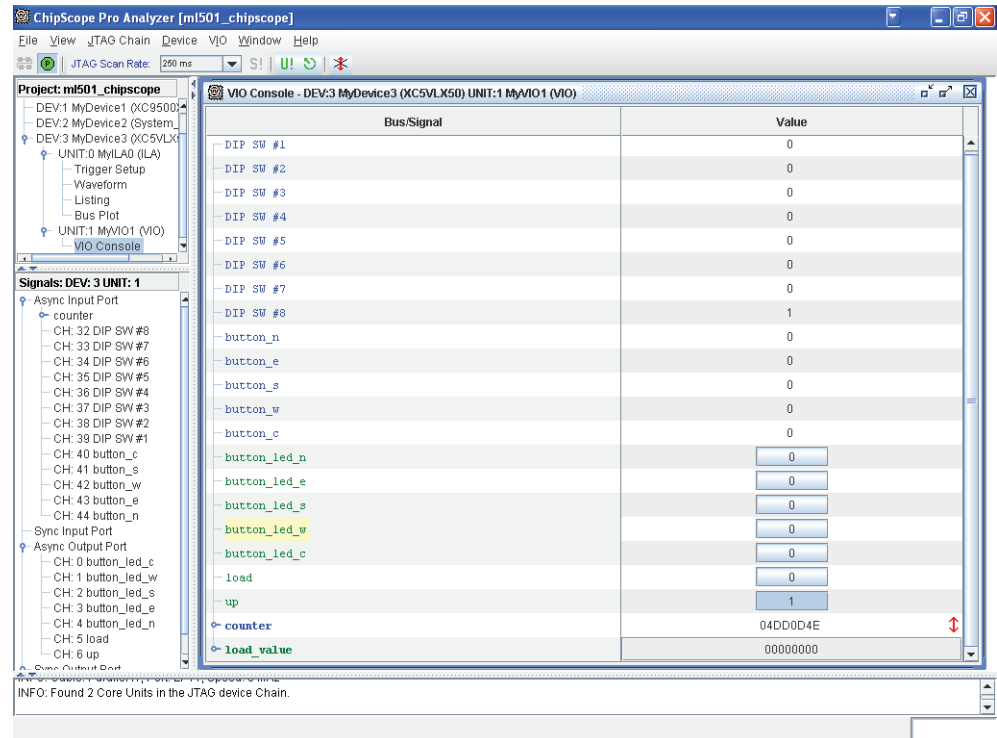 ChipScope Pro Analyzer [ml501_chipscope]
File View JTAG Chain Device VIO Window Help
JTAG Scan Rate: 250 ms S! U!
Project: ml501_chipscope
DEV:1 MyDevice1 (XC9500
DEV:2 MyDevice2 (System_
DEV:3 MyDevice3 (XC5VLX
UNIT:0 MyILA0 (ILA)
Trigger Setup
Waveform
Listing
Bus Plot
UNIT:1 MyVIO1 (VIO)
VIO Console
Signals: DEV: 3 UNIT: 1
Async Input Port
counter
CH: 32 DIP SW #8
CH: 33 DIP SW #7
CH: 34 DIP SW #6
CH: 35 DIP SW #5
CH: 36 DIP SW #4
CH: 37 DIP SW #3
CH: 38 DIP SW #2
CH: 39 DIP SW #1
CH: 40 button_c
CH: 41 button_s
CH: 42 button_w
CH: 43 button_e
CH: 44 button_n
Sync Input Port
Async Output Port
CH: 0 button_led_c
CH: 1 button_led_w
CH: 2 button_led_s
CH: 3 button_led_e
CH: 4 button_led_n
CH: 5 load
CH: 6 up
Sync Output Port
VIO Console - DEV:3 MyDevice3 (XC5VLX50) UNIT:1 MyVIO1 (VIO)
Bus/Signal Value
DIP SW #1 0
DIP SW #2 0
DIP SW #3 0
DIP SW #4 0
DIP SW #5 0
DIP SW #6 0
DIP SW #7 0
DIP SW #8 1
button_n 0
button_e 0
button_s 0
button_w 0
button_c 0
button_led_n 0
button_led_e 0
button_led_s 0
button_led_w 0
button_led_c 0
load 0
up 1
counter 04DD0D4E
load_value 00000000
INFO: Found 2 Core Units in the JTAG device Chain.